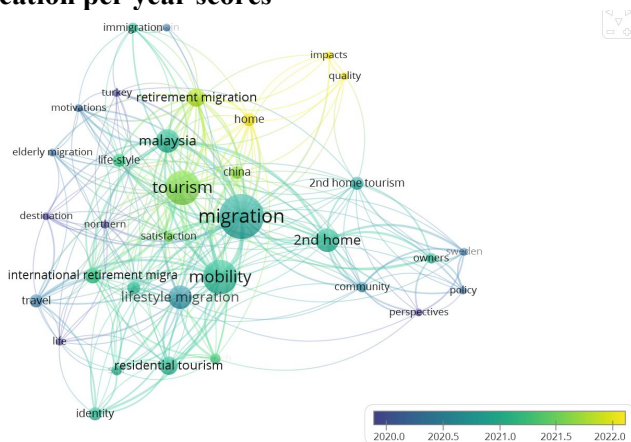 cation per year scores
immigration
impacts
quality
turkey
retirement migration
motivations
home
malaysia
elderly migration
life-style
china
2nd home tourism
tourism
destination
migration
northern
satisfaction
2nd home
sweden
owners
international retirement migra
mobility
community
policy
travel
lifestyle migration
perspectives
life
residential tourism
identity
2020.0 2020.5 2021.0 2021.5 2022.0